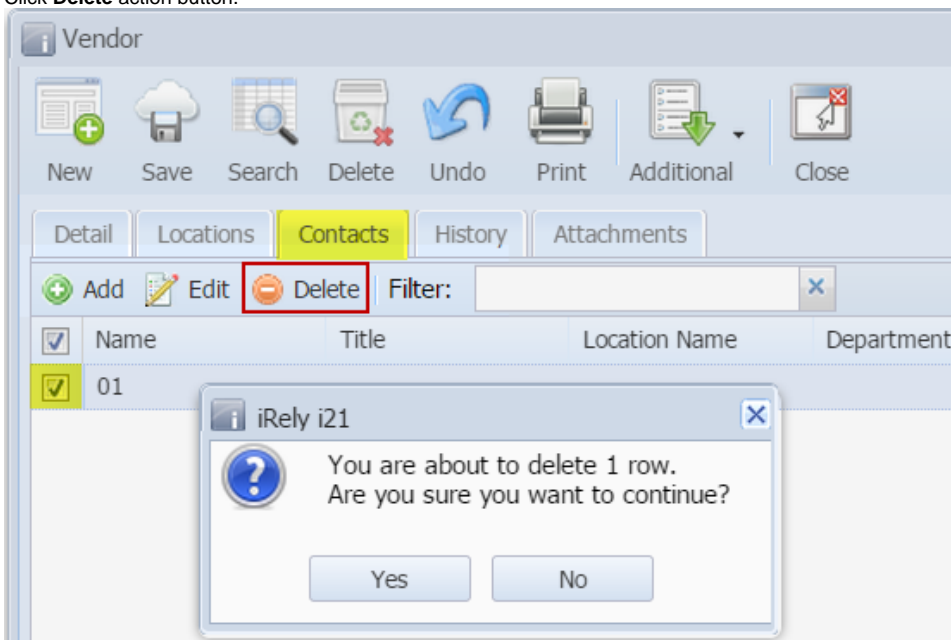 Click Delete action button.
Vendor
New Save Search Delete Undo Print Additional Close
Detail Locations Contacts History Attachments
Add Edit Delete Filter:
Name Title Location Name Department
01
iRely i21
You are about to delete 1 row.
Are you sure you want to continue?
Yes No